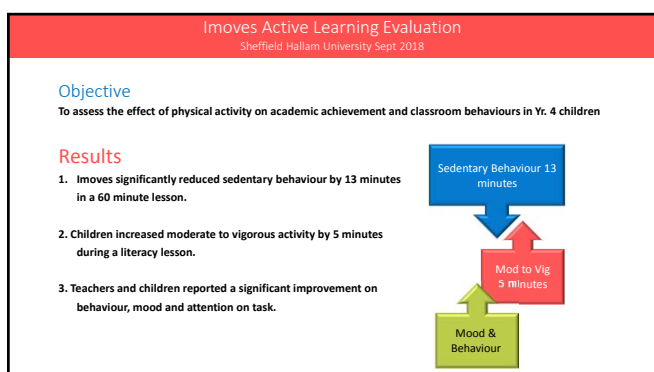 Imoves Active Learning Evaluation
Sheffield Hallam University Sept 2018
Objective
To assess the effect of physical activity on academic achievement and classroom behaviours in Yr. 4 children
Results
1. Imoves significantly reduced sedentary behaviour by 13 minutes
in a 60 minute lesson.
2. Children increased moderate to vigorous activity by 5 minutes
during a literacy lesson.
3. Teachers and children reported a significant improvement on
behaviour, mood and attention on task.
Sedentary Behaviour 13
minutes
Mod to Vig
5 minutes
Mood &
Behaviour